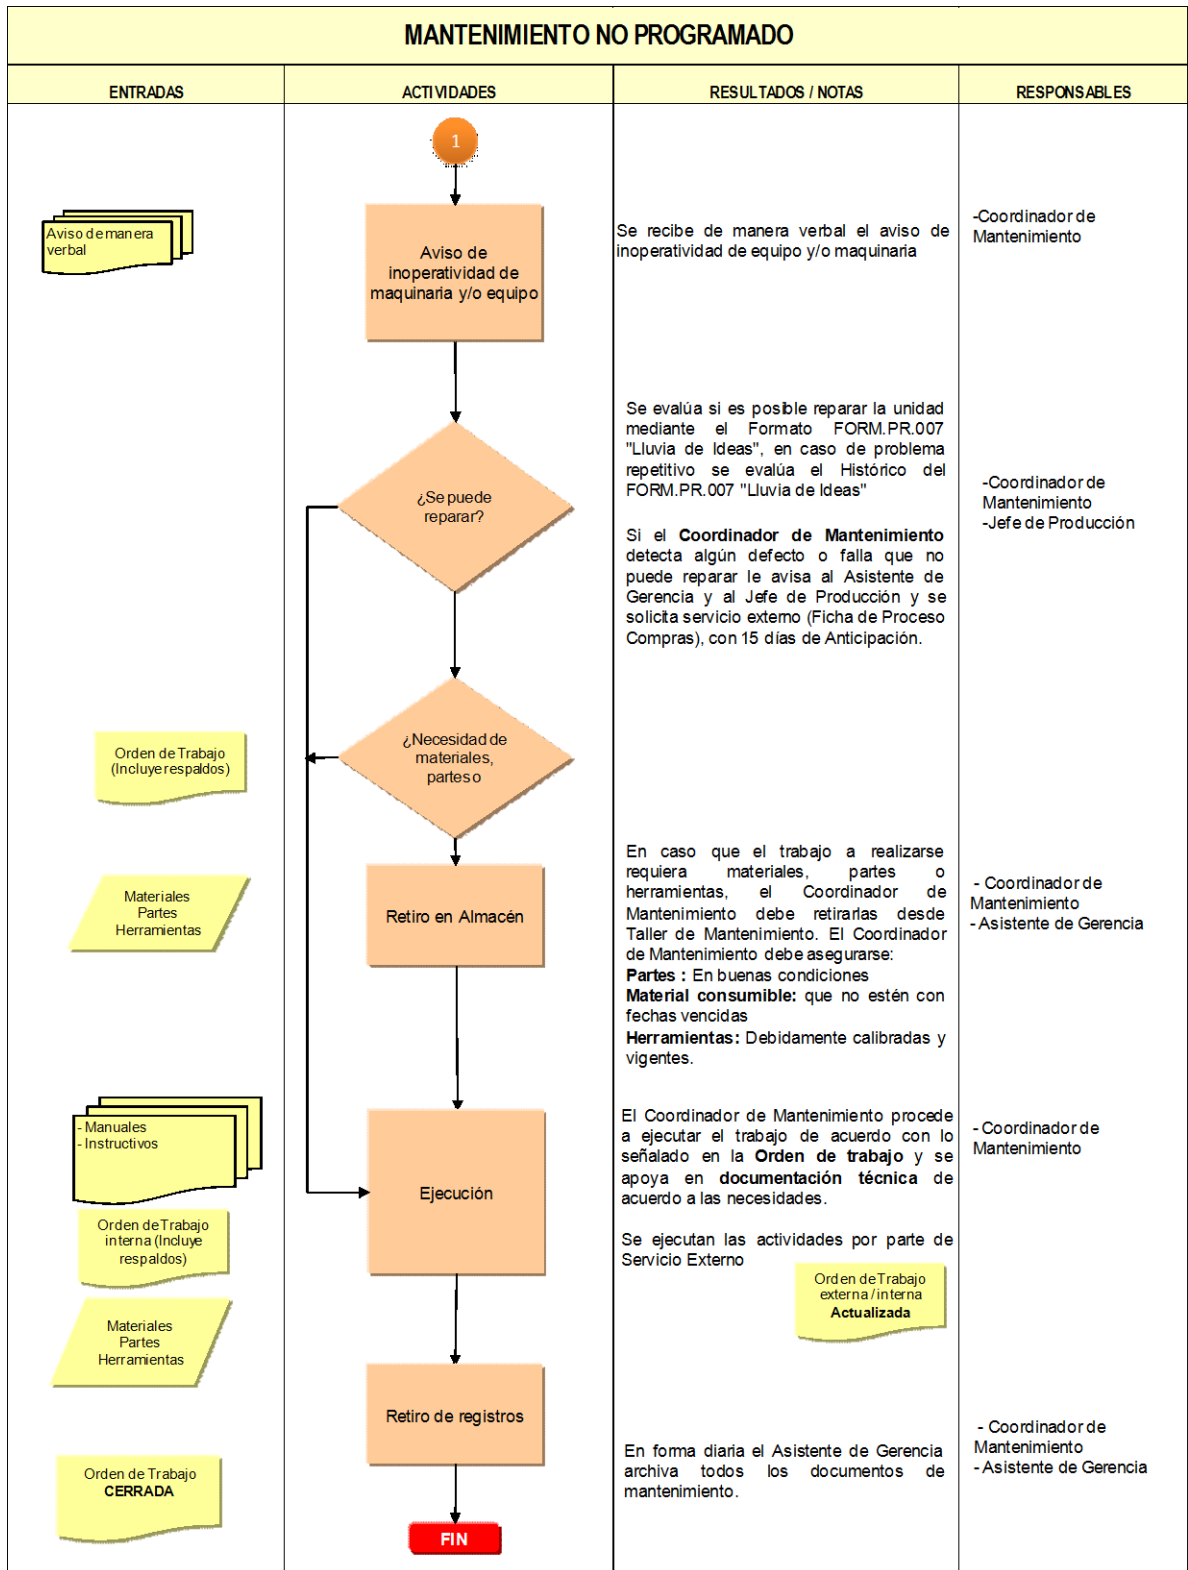 MANTENIMIENTO NO PROGRAMADO
ENTRADAS
ACTIVIDADES
RESULTADOS / NOTAS
RESPONSABLES
1
Aviso de manera
verbal
Aviso de
inoperatividad de
maquinaria y/o equipo
Se recibe de manera verbal el aviso de
inoperatividad de equipo y/o maquinaria
-Coordinador de
Mantenimiento
¿Se puede
reparar?
Se evalúa si es posible reparar la unidad
mediante el Formato FORM.PR.007
"Lluvia de Ideas", en caso de problema
repetitivo se evalúa el Histórico del
FORM.PR.007 "Lluvia de Ideas"
Si el Coordinador de Mantenimiento
detecta algún defecto o falla que no
puede reparar le avisa al Asistente de
Gerencia y al Jefe de Producción y se
solicita servicio externo (Ficha de Proceso
Compras), con 15 días de Anticipación.
-Coordinador de
Mantenimiento
-Jefe de Producción
Orden de Trabajo
(Incluye respaldos)
¿Necesidad de
materiales,
partes o
Materiales
Partes
Herramientas
Retiro en Almacén
En caso que el trabajo a realizarse
requiera materiales, partes o
herramientas, el Coordinador de
Mantenimiento debe retirarlas desde
Taller de Mantenimiento. El Coordinador
de Mantenimiento debe asegurarse:
Partes : En buenas condiciones
Material consumible: que no estén con
fechas vencidas
Herramientas: Debidamente calibradas y
vigentes.
- Coordinador de
Mantenimiento
- Asistente de Gerencia
- Manuales
- Instructivos
Orden de Trabajo
interna (Incluye
respaldos)
Materiales
Partes
Herramientas
Ejecución
El Coordinador de Mantenimiento procede
a ejecutar el trabajo de acuerdo con lo
señalado en la Orden de trabajo y se
apoya en documentación técnica de
acuerdo a las necesidades.
Se ejecutan las actividades por parte de
Servicio Externo
Orden de Trabajo
externa / interna
Actualizada
- Coordinador de
Mantenimiento
Orden de Trabajo
CERRADA
Retiro de registros
En forma diaria el Asistente de Gerencia
archiva todos los documentos de
mantenimiento.
- Coordinador de
Mantenimiento
- Asistente de Gerencia
FIN